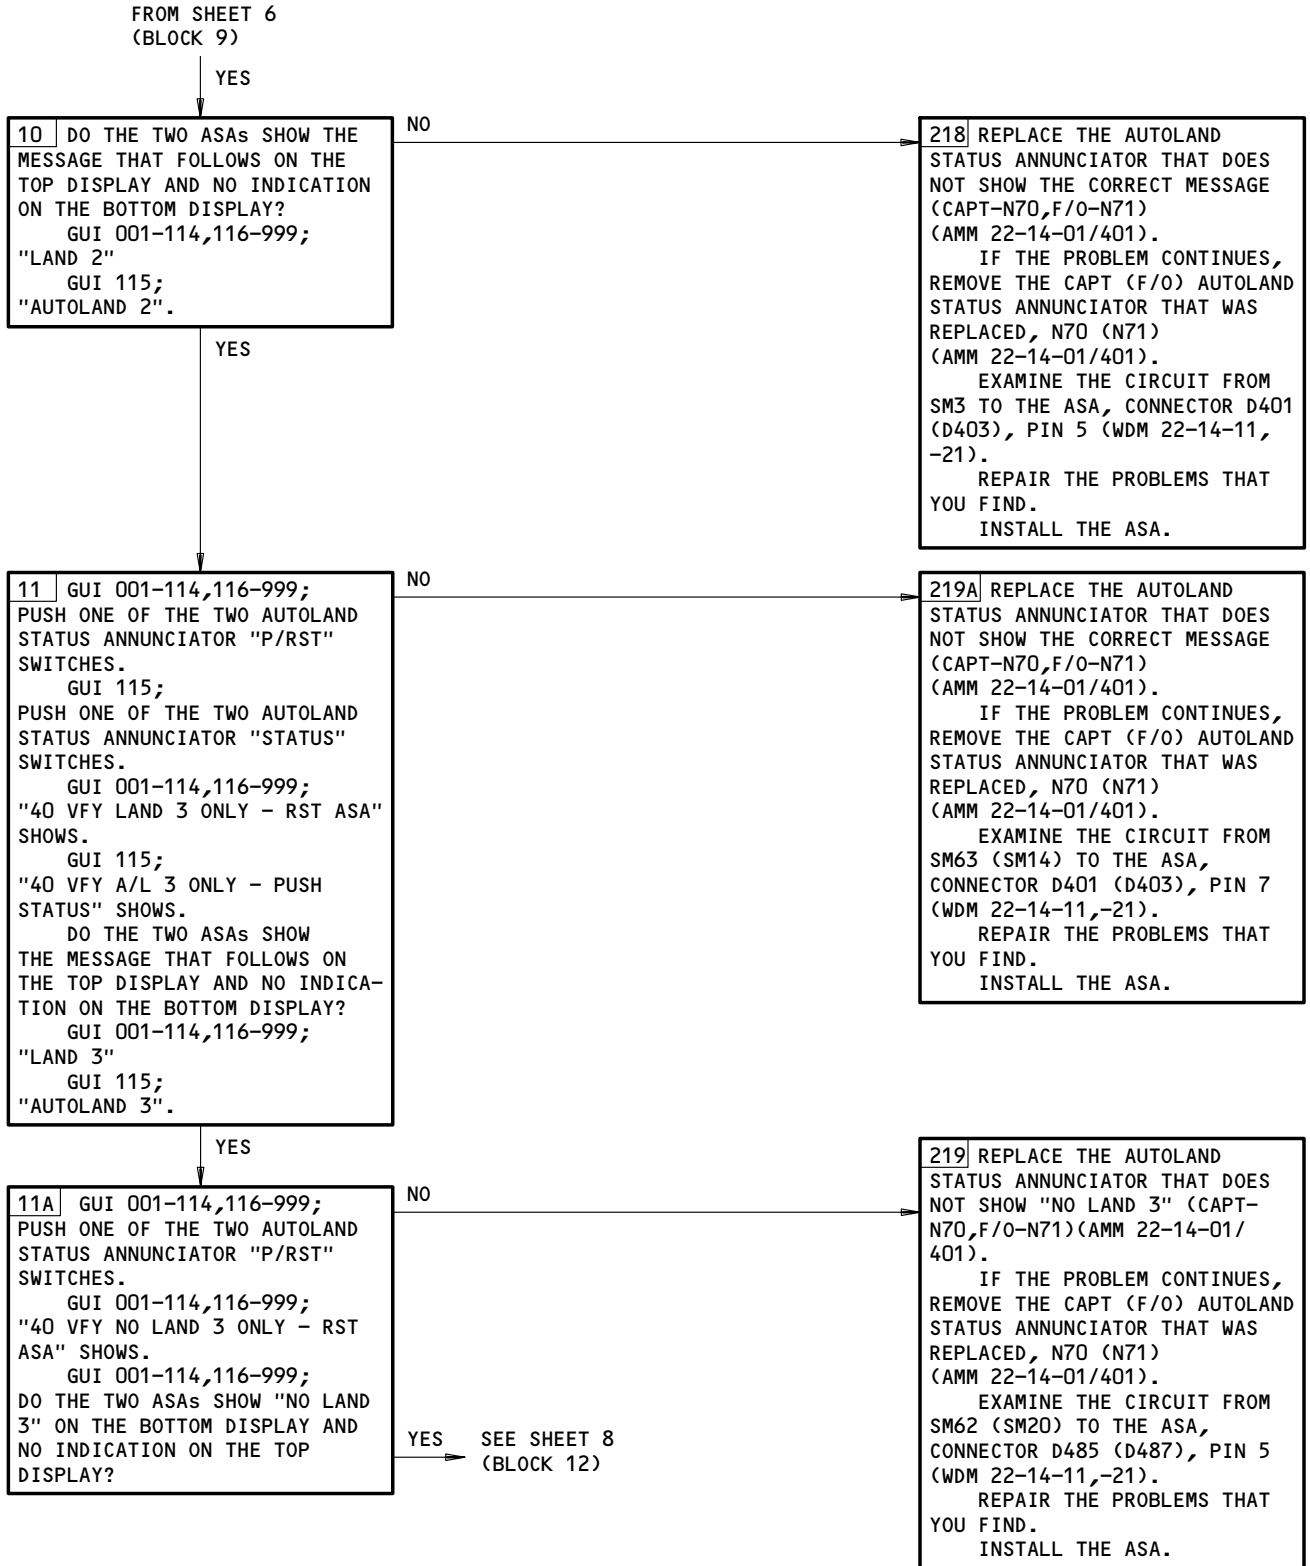 FROM SHEET 6
(BLOCK 9)
YES
10 DO THE TWO ASAs SHOW THE
MESSAGE THAT FOLLOWS ON THE
TOP DISPLAY AND NO INDICATION
ON THE BOTTOM DISPLAY?
GUI 001-114,116-999;
"LAND 2"
GUI 115;
"AUTOLAND 2".
NO
218 REPLACE THE AUTOLAND
STATUS ANNUNCIATOR THAT DOES
NOT SHOW THE CORRECT MESSAGE
(CAPT-N70,F/O-N71)
(AMM 22-14-01/401).
IF THE PROBLEM CONTINUES,
REMOVE THE CAPT (F/O) AUTOLAND
STATUS ANNUNCIATOR THAT WAS
REPLACED, N70 (N71)
(AMM 22-14-01/401).
EXAMINE THE CIRCUIT FROM
SM3 TO THE ASA, CONNECTOR D401
(D403), PIN 5 (WDM 22-14-11,
-21).
REPAIR THE PROBLEMS THAT
YOU FIND.
INSTALL THE ASA.
YES
11 GUI 001-114,116-999;
PUSH ONE OF THE TWO AUTOLAND
STATUS ANNUNCIATOR "P/RST"
SWITCHES.
GUI 115;
PUSH ONE OF THE TWO AUTOLAND
STATUS ANNUNCIATOR "STATUS"
SWITCHES.
GUI 001-114,116-999;
"40 VFY LAND 3 ONLY - RST ASA"
SHOWS.
GUI 115;
"40 VFY A/L 3 ONLY - PUSH
STATUS" SHOWS.
DO THE TWO ASAs SHOW
THE MESSAGE THAT FOLLOWS ON
THE TOP DISPLAY AND NO INDICA-
TION ON THE BOTTOM DISPLAY?
GUI 001-114,116-999;
"LAND 3"
GUI 115;
"AUTOLAND 3".
NO
219A REPLACE THE AUTOLAND
STATUS ANNUNCIATOR THAT DOES
NOT SHOW THE CORRECT MESSAGE
(CAPT-N70,F/O-N71)
(AMM 22-14-01/401).
IF THE PROBLEM CONTINUES,
REMOVE THE CAPT (F/O) AUTOLAND
STATUS ANNUNCIATOR THAT WAS
REPLACED, N70 (N71)
(AMM 22-14-01/401).
EXAMINE THE CIRCUIT FROM
SM63 (SM14) TO THE ASA,
CONNECTOR D401 (D403), PIN 7
(WDM 22-14-11,-21).
REPAIR THE PROBLEMS THAT
YOU FIND.
INSTALL THE ASA.
YES
11A GUI 001-114,116-999;
PUSH ONE OF THE TWO AUTOLAND
STATUS ANNUNCIATOR "P/RST"
SWITCHES.
GUI 001-114,116-999;
"40 VFY NO LAND 3 ONLY - RST
ASA" SHOWS.
GUI 001-114,116-999;
DO THE TWO ASAs SHOW "NO LAND
3" ON THE BOTTOM DISPLAY AND
NO INDICATION ON THE TOP
DISPLAY?
NO
YES SEE SHEET 8
(BLOCK 12)
219 REPLACE THE AUTOLAND
STATUS ANNUNCIATOR THAT DOES
NOT SHOW "NO LAND 3" (CAPT-
N70,F/O-N71)(AMM 22-14-01/
401).
IF THE PROBLEM CONTINUES,
REMOVE THE CAPT (F/O) AUTOLAND
STATUS ANNUNCIATOR THAT WAS
REPLACED, N70 (N71)
(AMM 22-14-01/401).
EXAMINE THE CIRCUIT FROM
SM62 (SM20) TO THE ASA,
CONNECTOR D485 (D487), PIN 5
(WDM 22-14-11,-21).
REPAIR THE PROBLEMS THAT
YOU FIND.
INSTALL THE ASA.